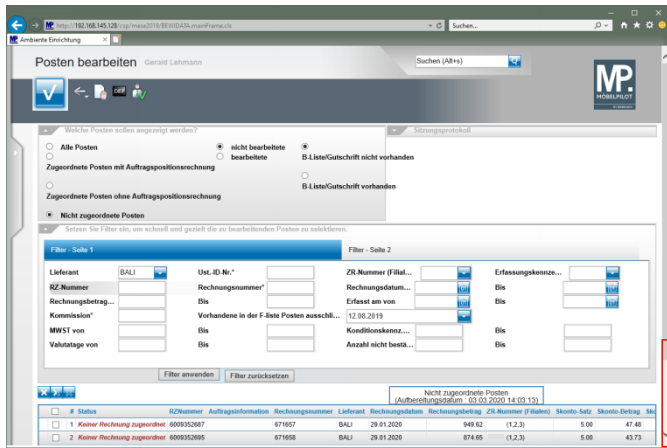 http://192.168.145.128/csp/mose2019/BEWIDATA.mainFrame.cls
Suchen...
Ambiente Einrichtung
Posten bearbeiten Gerald Lehmann
Suchen (Alt+s)
MP.
MÖBELPILOT
Welche Posten sollen angezeigt werden?
Sitzungsprotokoll
Alle Posten
nicht bearbeitete
bearbeitete
B-Liste/Gutschrift nicht vorhanden
Zugeordnete Posten mit Auftragspositionsrechnung
B-Liste/Gutschrift vorhanden
Zugeordnete Posten ohne Auftragspositionsrechnung
Nicht zugeordnete Posten
Setzen Sie Filter ein, um schnell und gezielt die zu bearbeitenden Posten zu selektieren.
Filter - Seite 1
Filter - Seite 2
Lieferant BALI Ust.-ID-Nr.* ZR-Nummer (Filial... Erfassungskennze...
RZ-Nummer Rechnungsnummer* Rechnungsdatum... Bis
Rechnungsbetrag... Bis Erfasst am von Bis
Kommission* Vorhandene in der F-liste Posten ausschli... 12.08.2019
MWST von Bis Konditionskennz.... Bis
Valutatage von Bis Anzahl nicht bestä... Bis
Filter anwenden Filter zurücksetzen
Nicht zugeordnete Posten
(Aufbereitungsdatum : 03.03.2020 14:03:13)
# Status RZNummer Auftragsinformation Rechnungsnummer Lieferant Rechnungsdatum Rechnungsbetrag ZR-Nummer (Filialen) Skonto-Satz Skonto-Betrag Sko
1 Keiner Rechnung zugeordnet 6009352687 671657 BALI 29.01.2020 949.62 (1,2,3) 5.00 47.48
2 Keiner Rechnung zugeordnet 6009352695 671658 BALI 29.01.2020 874.65 (1,2,3) 5.00 43.73